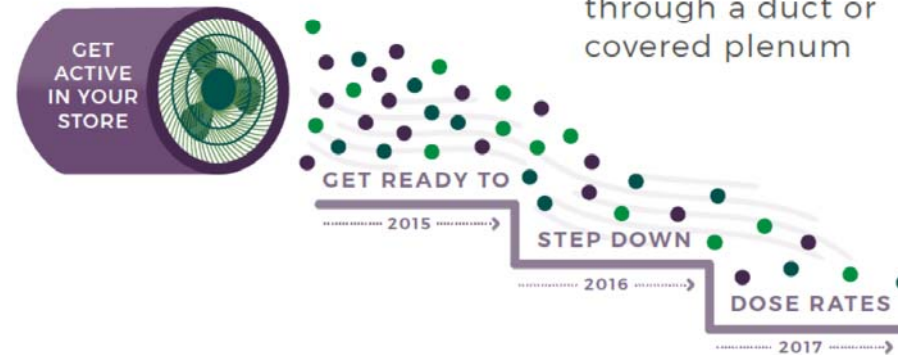 through a duct or
covered plenum
GET
ACTIVE
IN YOUR
STORE
GET READY TO
2015
STEP DOWN
2016
DOSE RATES
2017